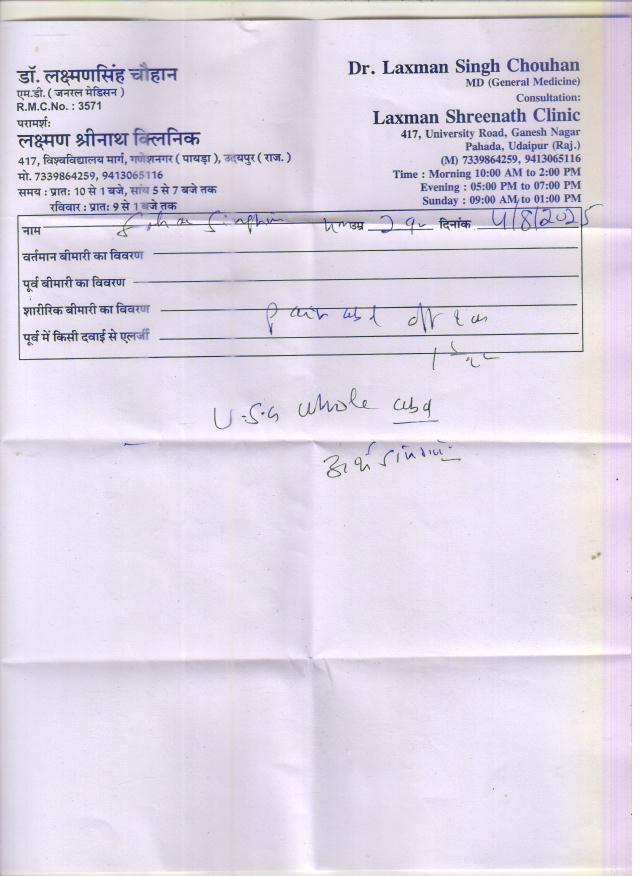 डॉ. लक्ष्मणसिंह चौहान
एम.डी. ( जनरल मेडिसन )
R.M.C.No. : 3571
परामर्श:
लक्ष्मण श्रीनाथ क्लिनिक
417, विश्वविद्यालय मार्ग, गणेशनगर ( पायड़ा ), उदयपुर ( राज. )
मो. 7339864259, 9413065116
समय : प्रातः 10 से 1 बजे, सांय 5 से 7 बजे तक
रविवार : प्रातः 9 से 1 बजे तक
Dr. Laxman Singh Chouhan
MD (General Medicine)
Consultation:
Laxman Shreenath Clinic
417, University Road, Ganesh Nagar
Pahada, Udaipur (Raj.)
(M) 7339864259, 9413065116
Time : Morning 10:00 AM to 2:00 PM
Evening : 05:00 PM to 07:00 PM
Sunday : 09:00 AM to 01:00 PM
नाम उम्र दिनांक 4/8/2025
वर्तमान बीमारी का विवरण
पूर्व बीमारी का विवरण
शारीरिक बीमारी का विवरण pain abd off &
पूर्व में किसी दवाई से एलर्जी
U.S.G whole abd